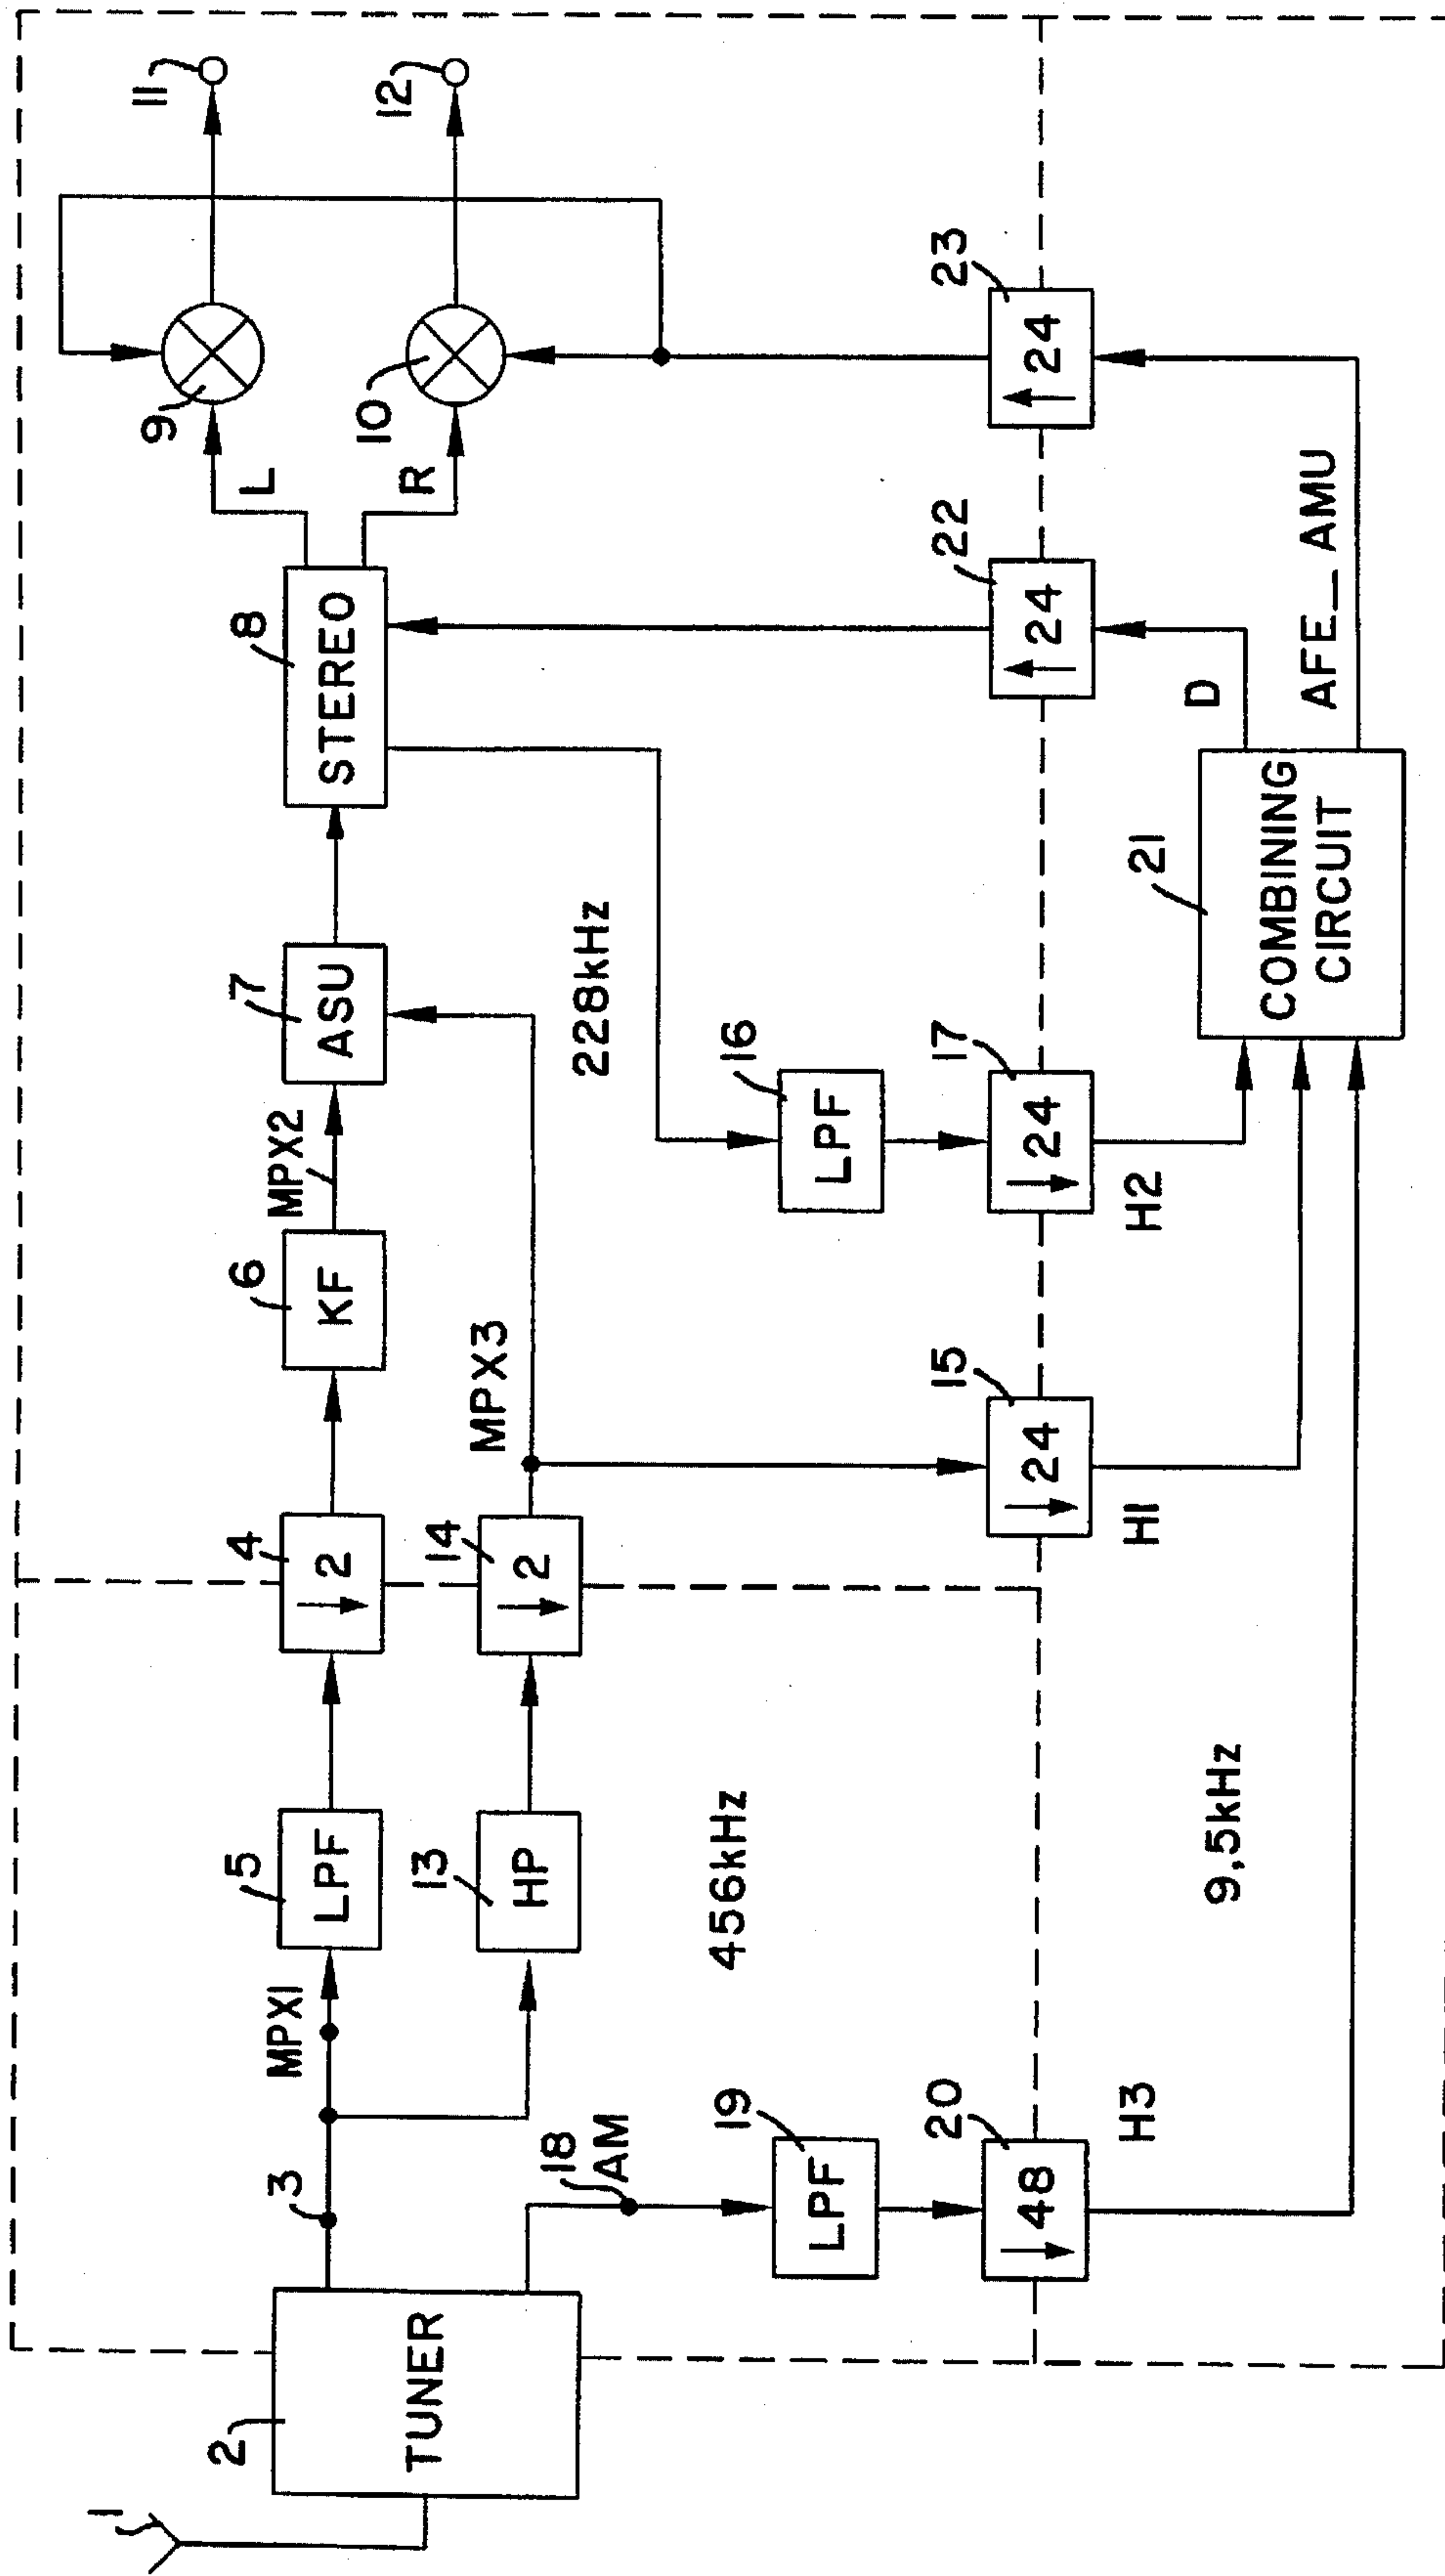 1
2
TUNER
3
MPX1
5
LPF
4
↓ 2
6
KF
MPX2
7
ASU
8
STEREO
L
R
9
10
11
12
13
HP
14
↓ 2
MPX3
18
AM
19
LPF
20
↓ 48
H3
456kHz
9,5kHz
15
↓ 24
H1
228kHz
16
LPF
17
↓ 24
H2
21
COMBINING
CIRCUIT
D
AFE_AMU
22
↑ 24
23
↑ 24